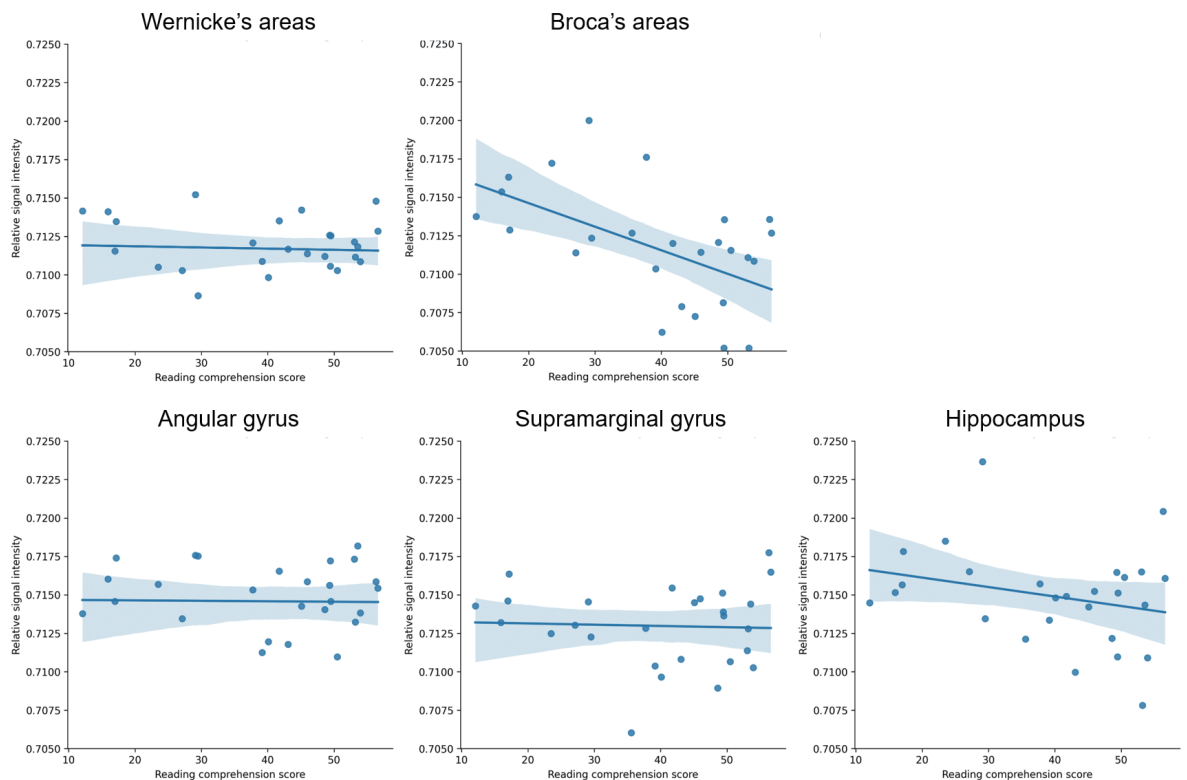 Wernicke's areas
Broca's areas
0.7250
0.7225
0.7200
0.7175
0.7150
0.7125
0.7100
0.7075
0.7050
Relative signal intensity
10 20 30 40 50
Reading comprehension score
0.7250
0.7225
0.7200
0.7175
0.7150
0.7125
0.7100
0.7075
0.7050
Relative signal intensity
10 20 30 40 50
Reading comprehension score
Angular gyrus
Supramarginal gyrus
Hippocampus
0.7250
0.7225
0.7200
0.7175
0.7150
0.7125
0.7100
0.7075
0.7050
Relative signal intensity
10 20 30 40 50
Reading comprehension score
0.7250
0.7225
0.7200
0.7175
0.7150
0.7125
0.7100
0.7075
0.7050
Relative signal intensity
10 20 30 40 50
Reading comprehension score
0.7250
0.7225
0.7200
0.7175
0.7150
0.7125
0.7100
0.7075
0.7050
Relative signal intensity
10 20 30 40 50
Reading comprehension score